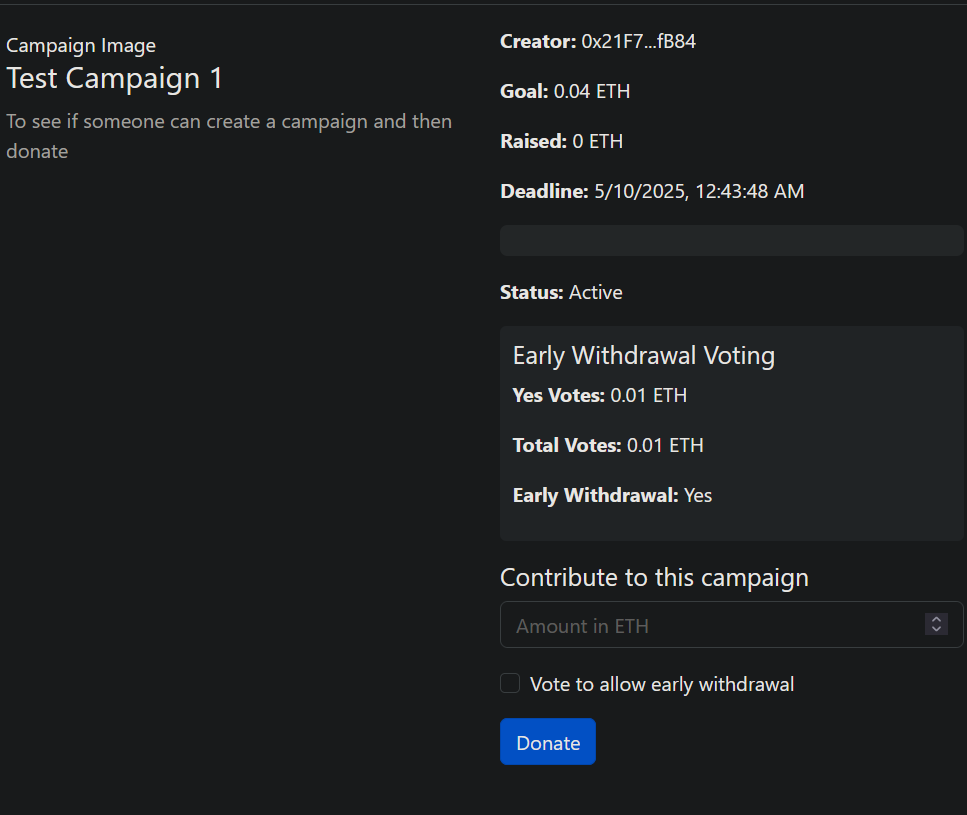 Campaign Image
Test Campaign 1
To see if someone can create a campaign and then
donate
Creator: 0x21F7...fB84
Goal: 0.04 ETH
Raised: 0 ETH
Deadline: 5/10/2025, 12:43:48 AM
Status: Active
Early Withdrawal Voting
Yes Votes: 0.01 ETH
Total Votes: 0.01 ETH
Early Withdrawal: Yes
Contribute to this campaign
Amount in ETH
Vote to allow early withdrawal
Donate